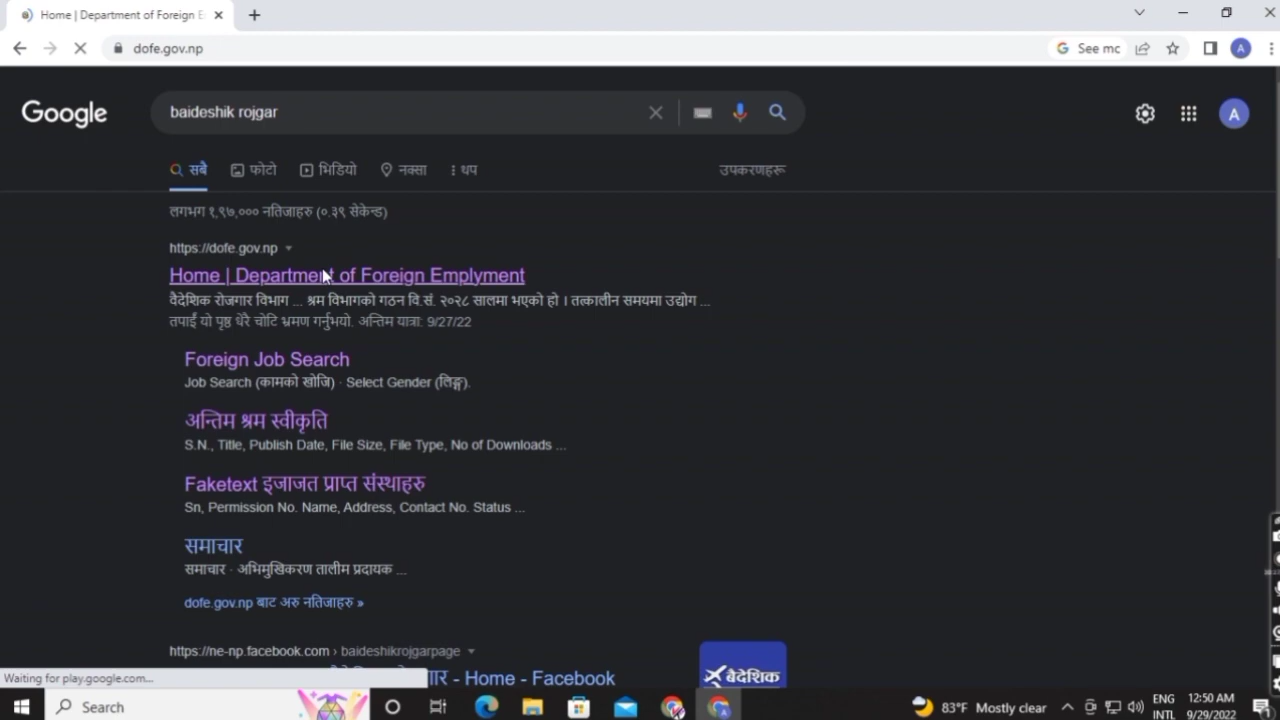 Home | Department of Foreign E
dofe.gov.np
See mc
A
Google
baideshik rojgar
A
सबै
फोटो
भिडियो
नक्सा
थप
उपकरणहरू
लगभग १,९७,००० नतिजाहरु (०.३९ सेकेन्ड)
https://dofe.gov.np
Home | Department of Foreign Emplyment
वैदेशिक रोजगार विभाग ... श्रम विभागको गठन वि.सं. २०२८ सालमा भएको हो । तत्कालीन समयमा उद्योग ...
तपाईं यो पृष्ठ धेरै चोटि भ्रमण गर्नुभयो. अन्तिम यात्रा: 9/27/22
Foreign Job Search
Job Search (कामको खोजि) · Select Gender (लिङ्ग).
अन्तिम श्रम स्वीकृति
S.N., Title, Publish Date, File Size, File Type, No of Downloads ...
Faketext इजाजत प्राप्त संस्थाहरु
Sn, Permission No. Name, Address, Contact No. Status ...
समाचार
समाचार · अभिमुखिकरण तालीम प्रदायक ...
dofe.gov.np बाट अरु नतिजाहरु »
https://ne-np.facebook.com › baideshikrojgarpage
गार - Home - Facebook
बैदेशिक
Waiting for play.google.com...
Search
83°F Mostly clear
ENG
INTL
12:50 AM
9/29/2022